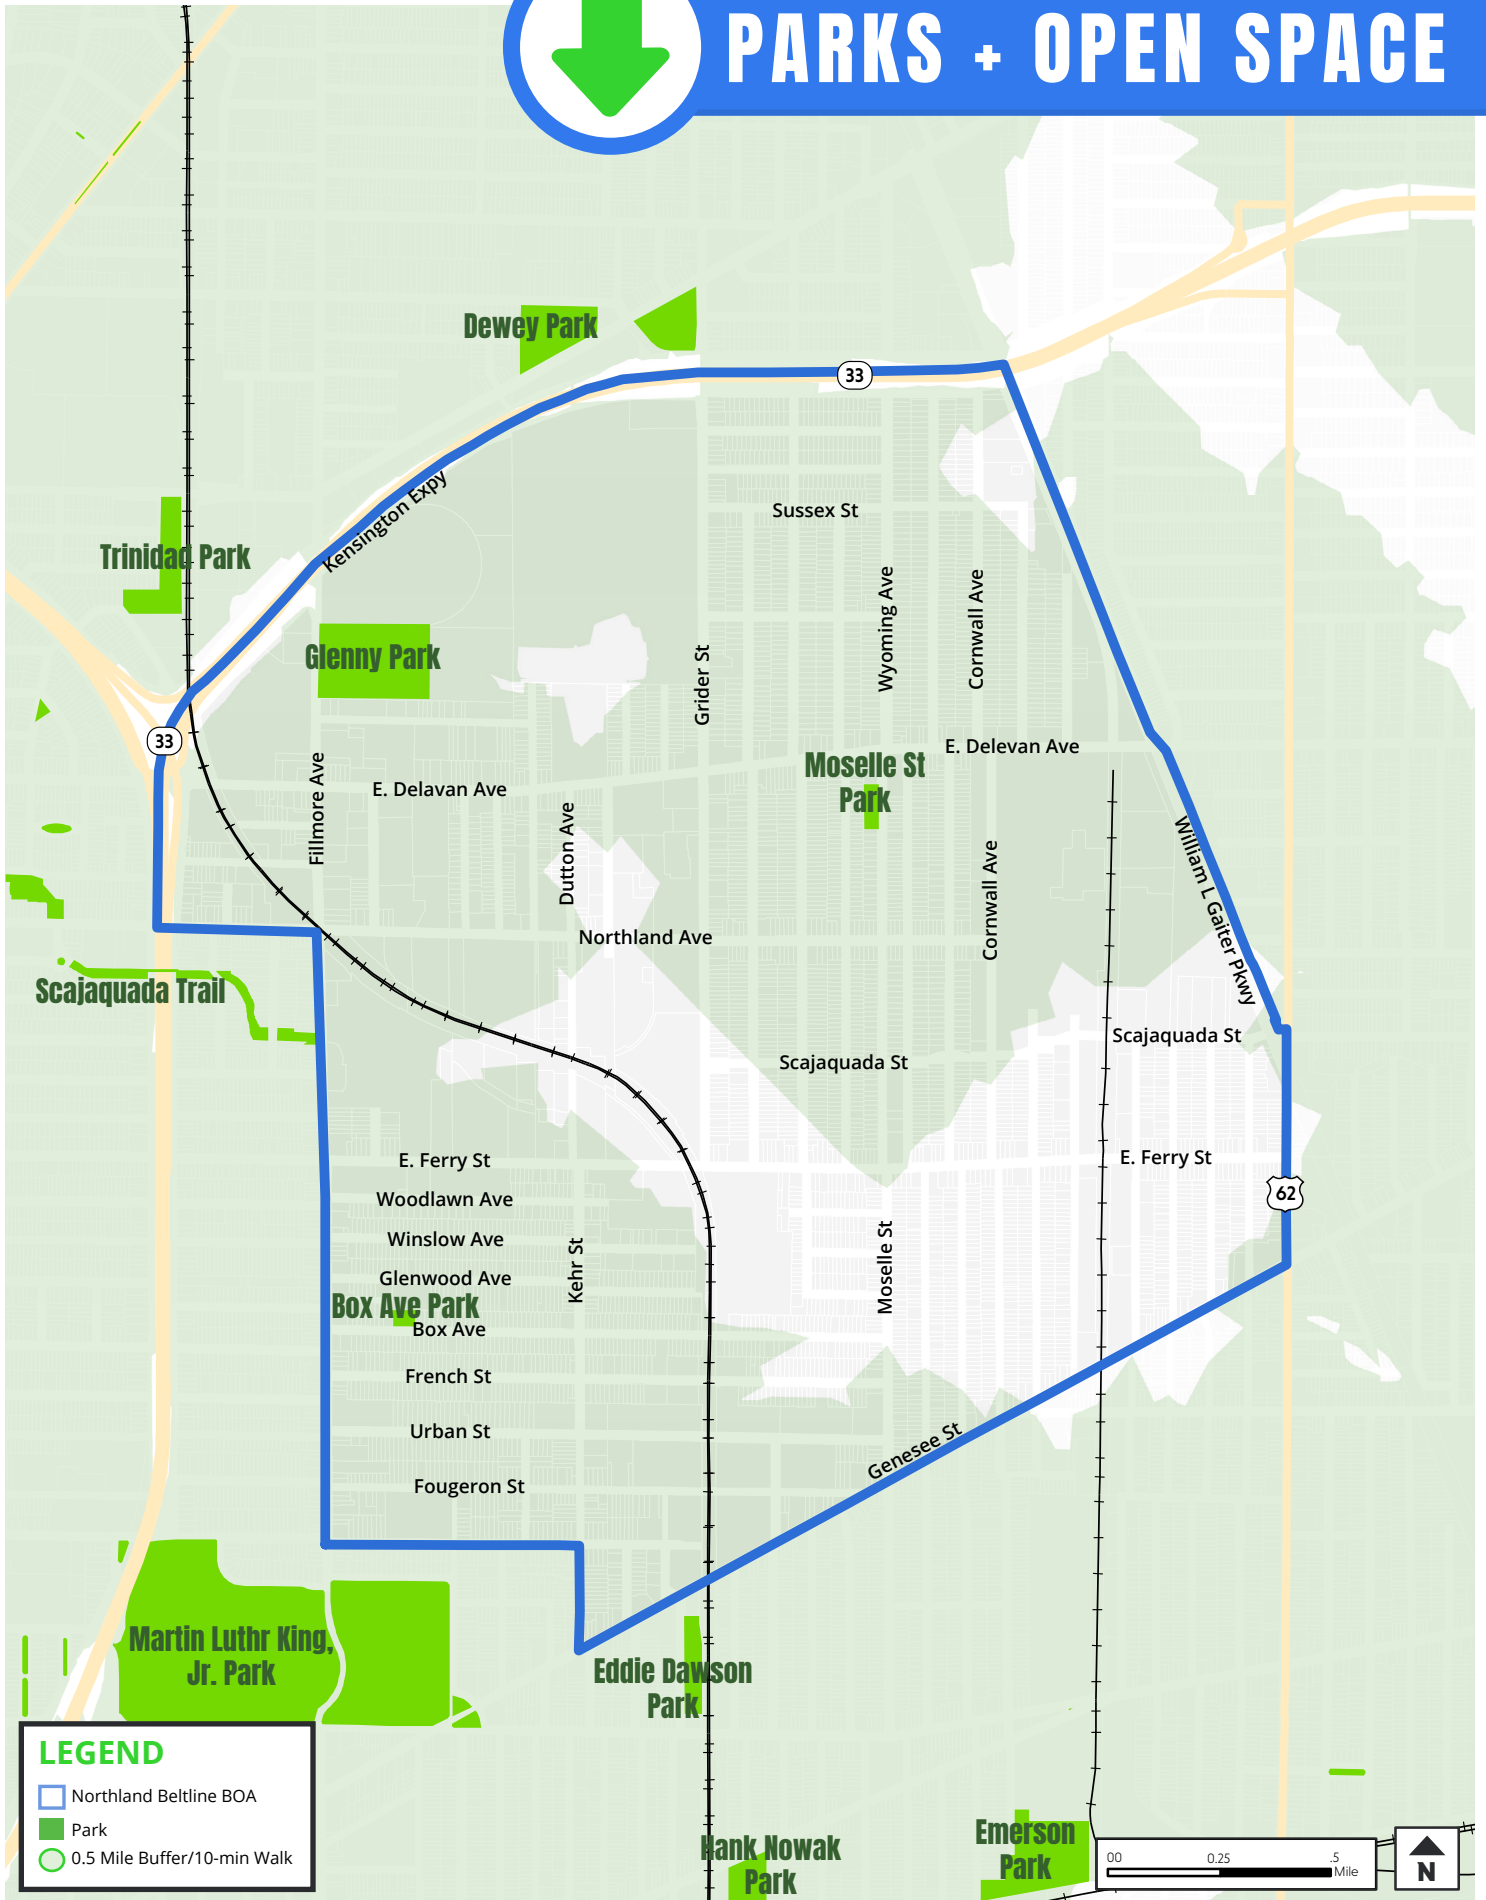 PARKS + OPEN SPACE
Dewey Park
33
Kensington Expy
Sussex St
Trinidad Park
Wyoming Ave
Cornwall Ave
Glenny Park
Grider St
33
E. Delevan Ave
Moselle St
Park
Fillmore Ave
E. Delavan Ave
Dutton Ave
William L Gaiter Pkwy
Cornwall Ave
Northland Ave
Scajaquada Trail
Scajaquada St
Scajaquada St
E. Ferry St
E. Ferry St
Woodlawn Ave
62
Winslow Ave
Kehr St
Moselle St
Glenwood Ave
Box Ave Park
Box Ave
French St
Urban St
Genesee St
Fougeron St
Martin Luthr King,
Jr. Park
Eddie Dawson
Park
LEGEND
Northland Beltline BOA
Park
0.5 Mile Buffer/10-min Walk
Hank Nowak
Park
Emerson
Park
00 0.25 .5
Mile
N